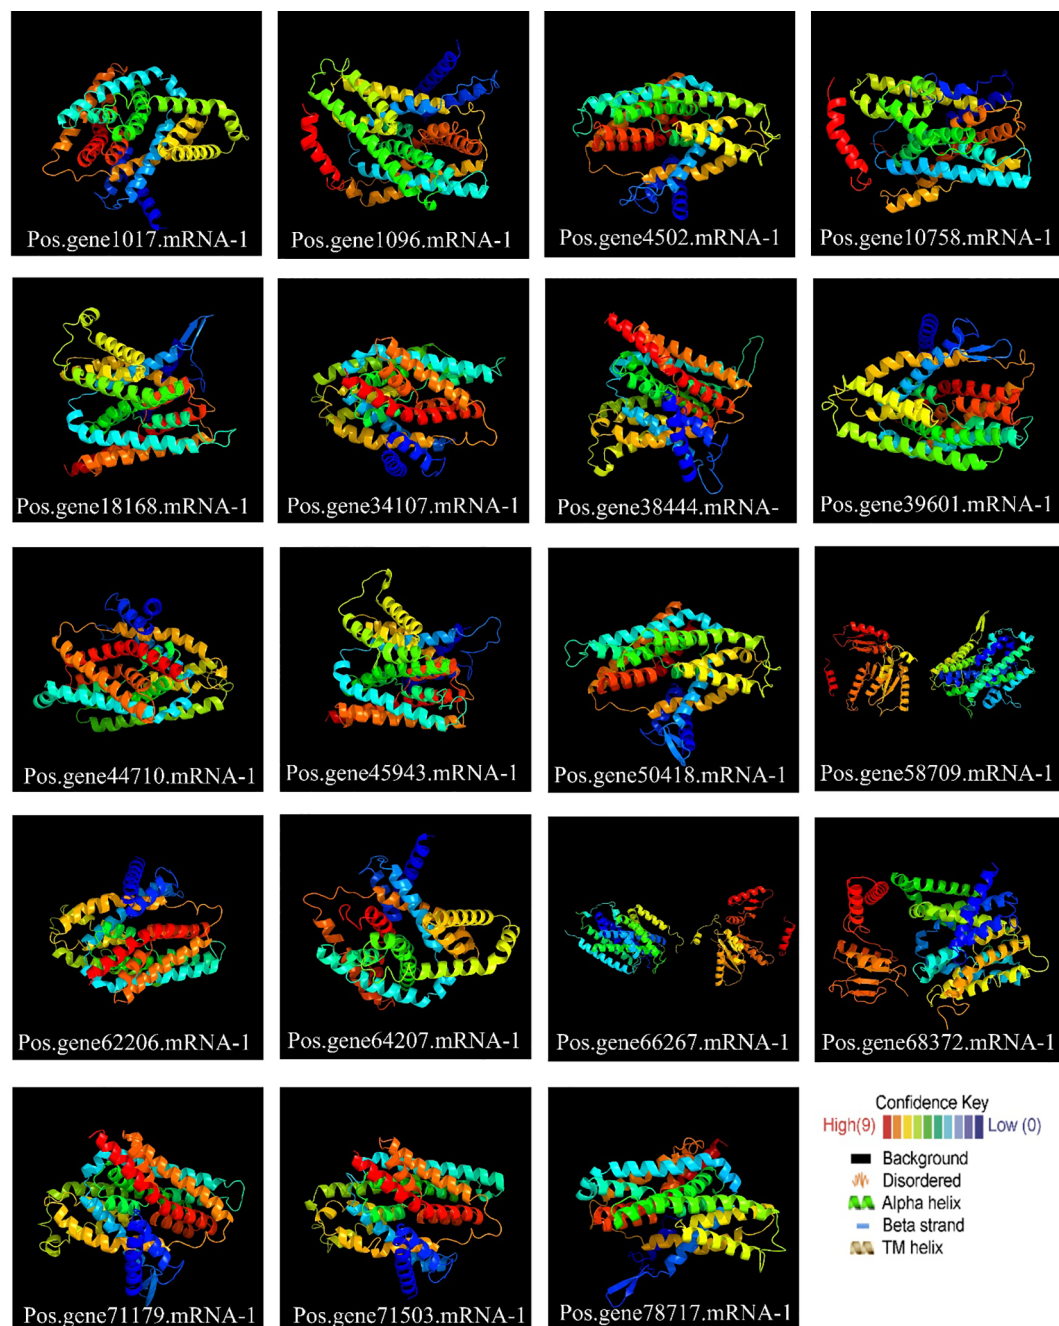 Pos.gene1017.mRNA-1
Pos.gene1096.mRNA-1
Pos.gene4502.mRNA-1
Pos.gene10758.mRNA-1
Pos.gene18168.mRNA-1
Pos.gene34107.mRNA-1
Pos.gene38444.mRNA-
Pos.gene39601.mRNA-1
Pos.gene44710.mRNA-1
Pos.gene45943.mRNA-1
Pos.gene50418.mRNA-1
Pos.gene58709.mRNA-1
Pos.gene62206.mRNA-1
Pos.gene64207.mRNA-1
Pos.gene66267.mRNA-1
Pos.gene68372.mRNA-1
Pos.gene71179.mRNA-1
Pos.gene71503.mRNA-1
Pos.gene78717.mRNA-1
Confidence Key
High(9) Low (0)
Background
Disordered
Alpha helix
Beta strand
TM helix